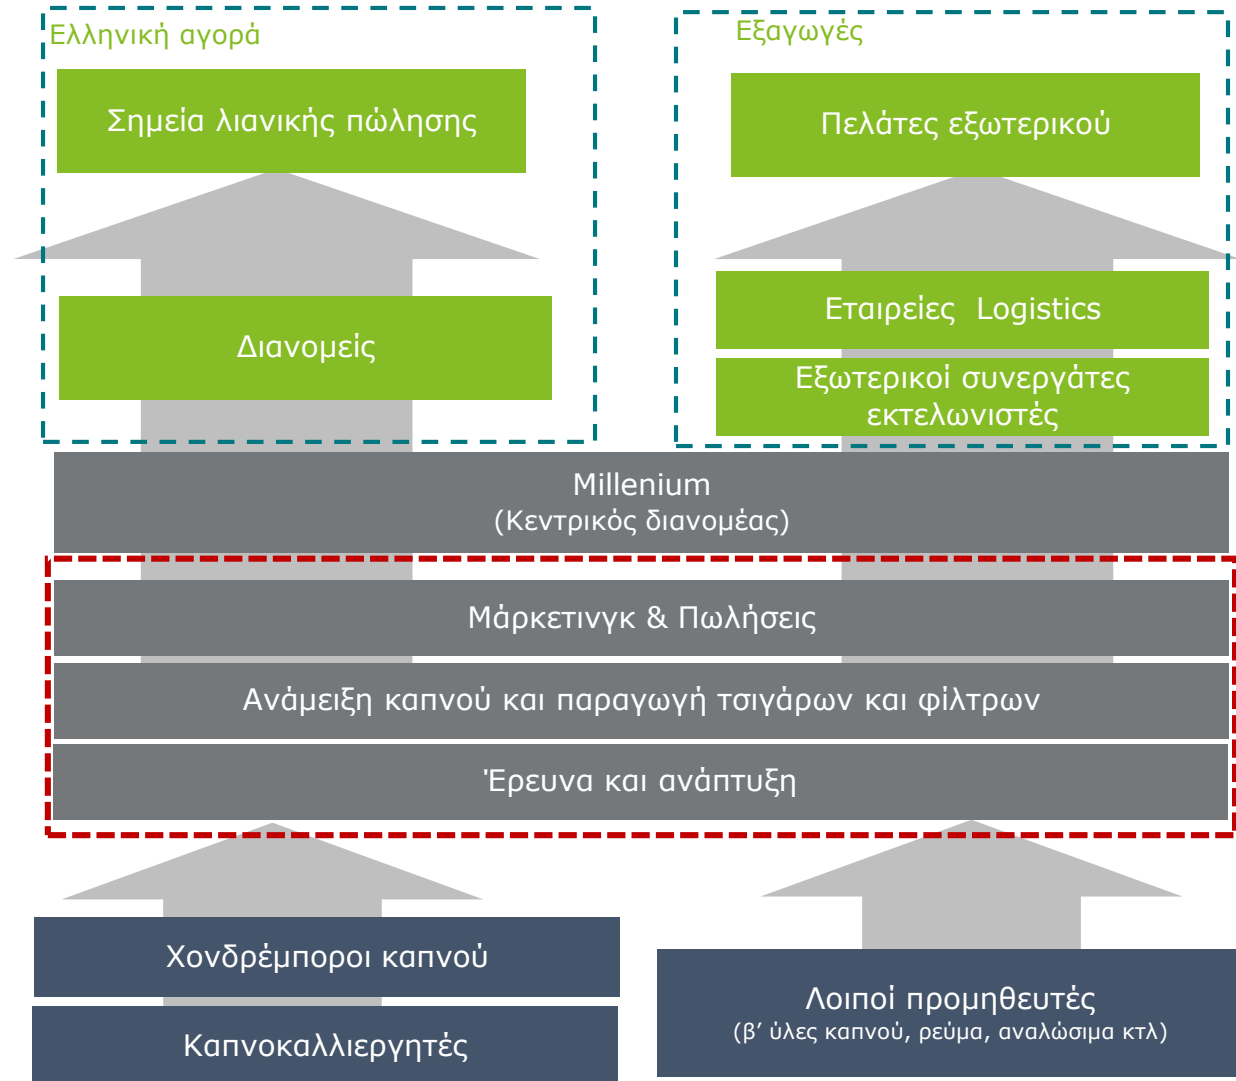 Ελληνική αγορά
Σημεία λιανικής πώλησης
Διανομείς
Εξαγωγές
Πελάτες εξωτερικού
Εταιρείες  Logistics
Εξωτερικοί συνεργάτες
εκτελωνιστές
Millenium
(Κεντρικός διανομέας)
Μάρκετινγκ & Πωλήσεις
Ανάμειξη καπνού και παραγωγή τσιγάρων και φίλτρων
Έρευνα και ανάπτυξη
Χονδρέμποροι καπνού
Καπνοκαλλιεργητές
Λοιποί προμηθευτές
(β’ ύλες καπνού, ρεύμα, αναλώσιμα κτλ)